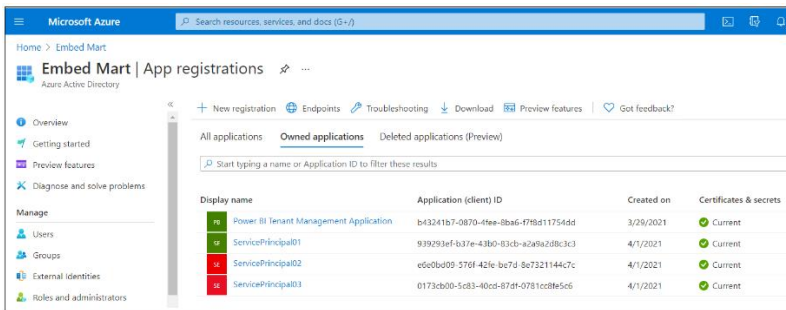 Microsoft Azure
Search resources, services, and docs (G+/)
Home > Embed Mart
Embed Mart | App registrations
Azure Active Directory
Overview
Getting started
Preview features
Diagnose and solve problems
Manage
Users
Groups
External Identities
Roles and administrators
New registration Endpoints Troubleshooting Download Preview features Got feedback?
All applications Owned applications Deleted applications (Preview)
Start typing a name or Application ID to filter these results
Display name Application (client) ID Created on Certificates & secrets
PB Power BI Tenant Management Application b43241b7-0870-4fee-8ba6-f7f8d11754dd 3/29/2021 Current
SE ServicePrincipal01 939293ef-b37e-43b0-83cb-a2a9a2d8c3c3 4/1/2021 Current
SE ServicePrincipal02 e6e0bd09-576f-42fe-be7d-8e7321144c7c 4/1/2021 Current
SE ServicePrincipal03 0173cb00-5c83-40cd-87df-0781cc8fe5c6 4/1/2021 Current